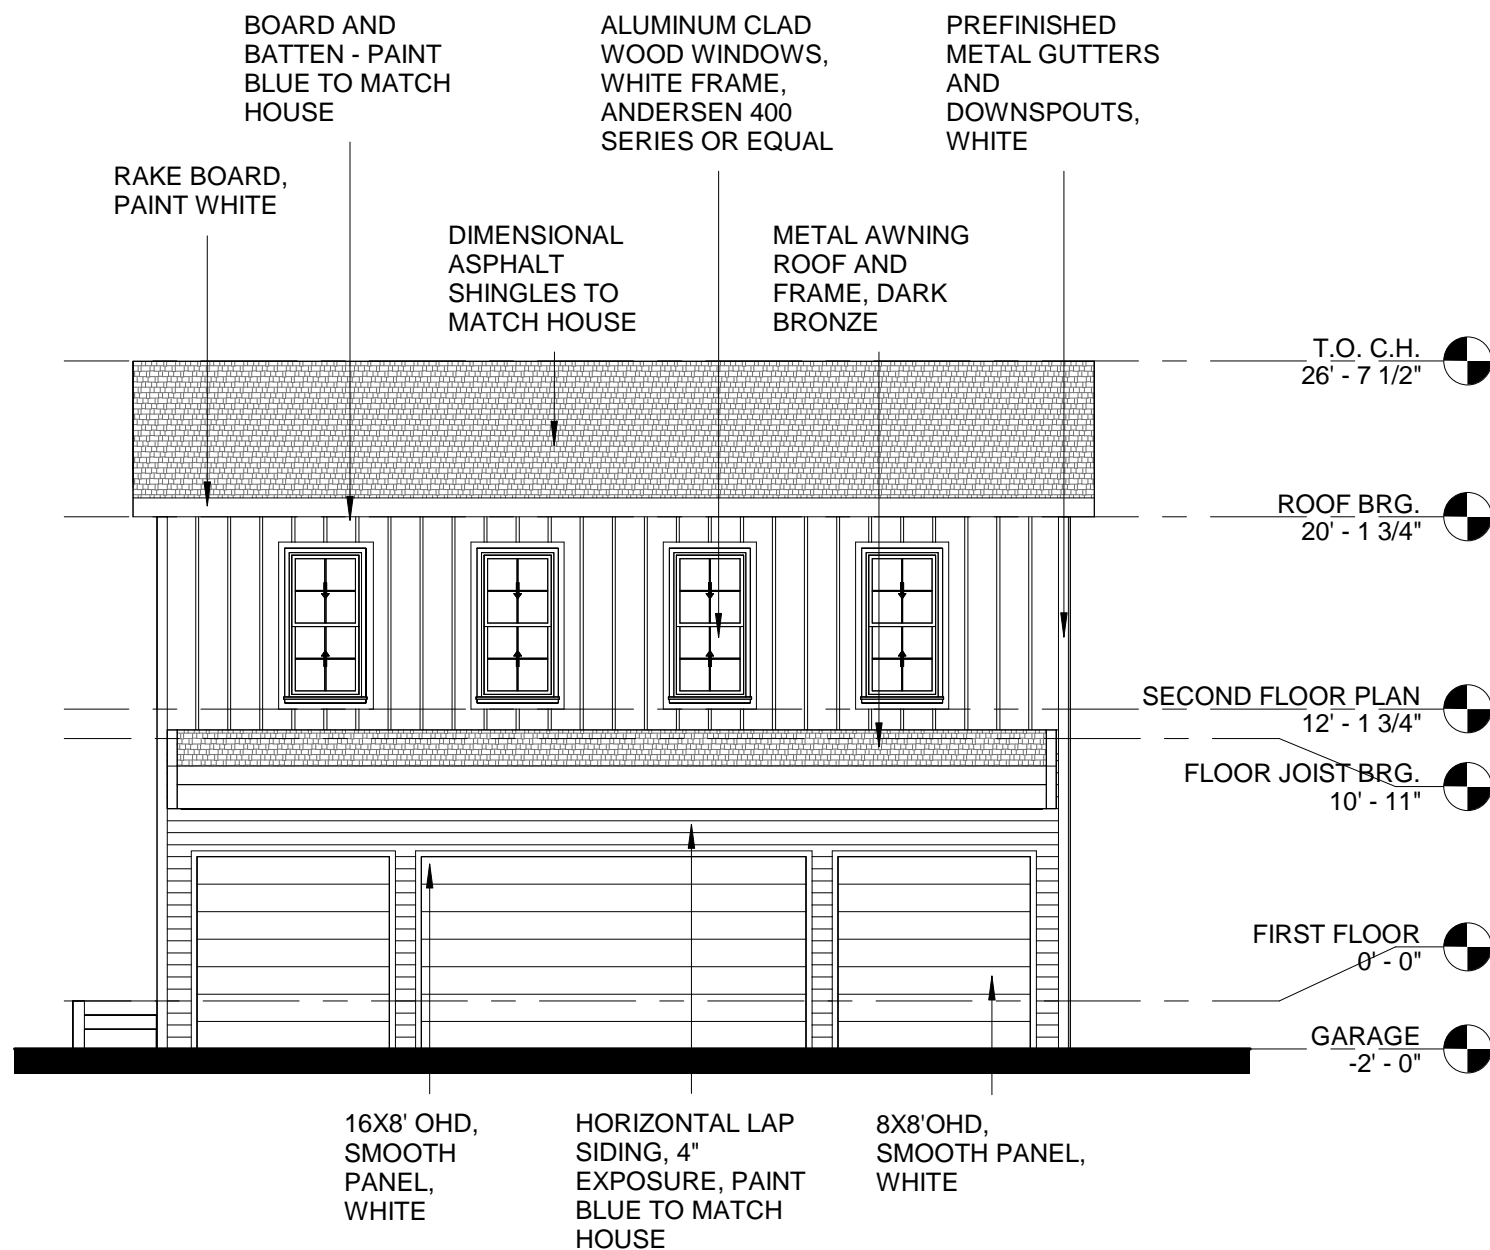 BOARD AND
BATTEN - PAINT
BLUE TO MATCH
HOUSE
ALUMINUM CLAD
WOOD WINDOWS,
WHITE FRAME,
ANDERSEN 400
SERIES OR EQUAL
PREFINISHED
METAL GUTTERS
AND
DOWNSPOUTS,
WHITE
RAKE BOARD,
PAINT WHITE
DIMENSIONAL
ASPHALT
SHINGLES TO
MATCH HOUSE
METAL AWNING
ROOF AND
FRAME, DARK
BRONZE
T.O. C.H.
26' - 7 1/2"
ROOF BRG.
20' - 1 3/4"
SECOND FLOOR PLAN
12' - 1 3/4"
FLOOR JOIST BRG.
10' - 11"
FIRST FLOOR
0' - 0"
GARAGE
-2' - 0"
16X8' OHD,
SMOOTH
PANEL,
WHITE
HORIZONTAL LAP
SIDING, 4"
EXPOSURE, PAINT
BLUE TO MATCH
HOUSE
8X8'OHD,
SMOOTH PANEL,
WHITE